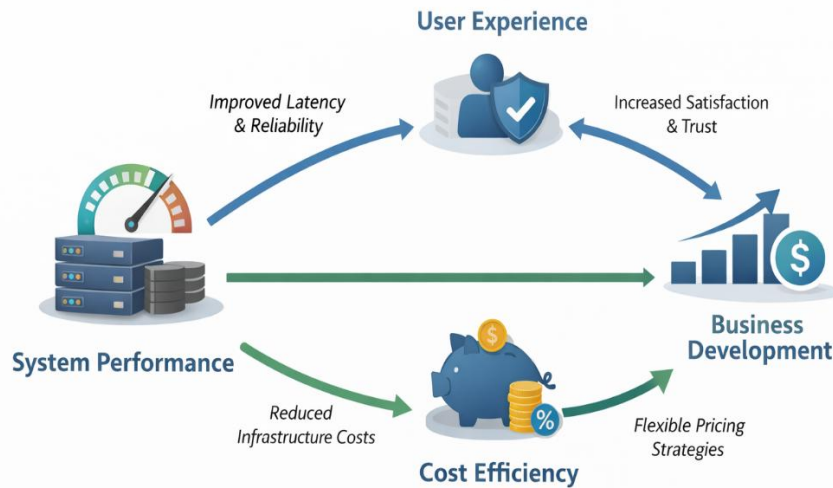 User Experience
Improved Latency
& Reliability
Increased Satisfaction
& Trust
$
$
System Performance
Business
Development
%
Reduced
Infrastructure Costs
Flexible Pricing
Strategies
Cost Efficiency